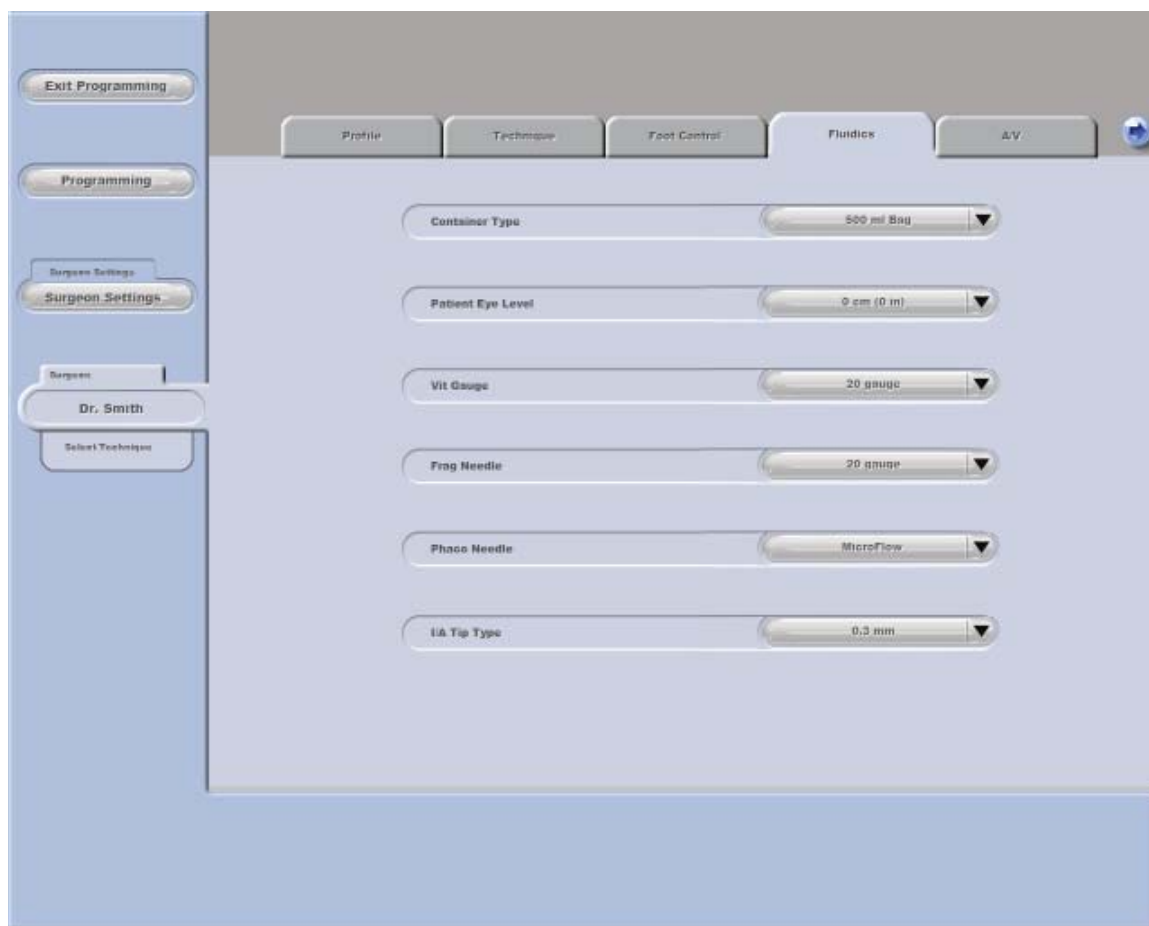 Exit Programming
Programming
Surgeon Settings
Surgeon Settings
Surgeon
Dr. Smith
Select Technique
Profile
Technique
Foot Control
Fluidics
A/V
Container Type
500 ml Bag
Patient Eye Level
0 cm (0 in)
Vit Gauge
20 gauge
Frag Needle
20 gauge
Phaco Needle
MicroFlow
I/A Tip Type
0.3 mm